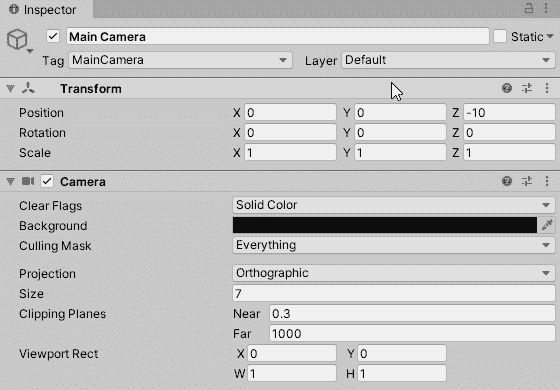 Inspector
Main Camera Static
Tag MainCamera Layer Default
Transform
Position X 0 Y 0 Z -10
Rotation X 0 Y 0 Z 0
Scale X 1 Y 1 Z 1
Camera
Clear Flags Solid Color
Background
Culling Mask Everything
Projection Orthographic
Size 7
Clipping Planes Near 0.3
Far 1000
Viewport Rect X 0 Y 0
W 1 H 1